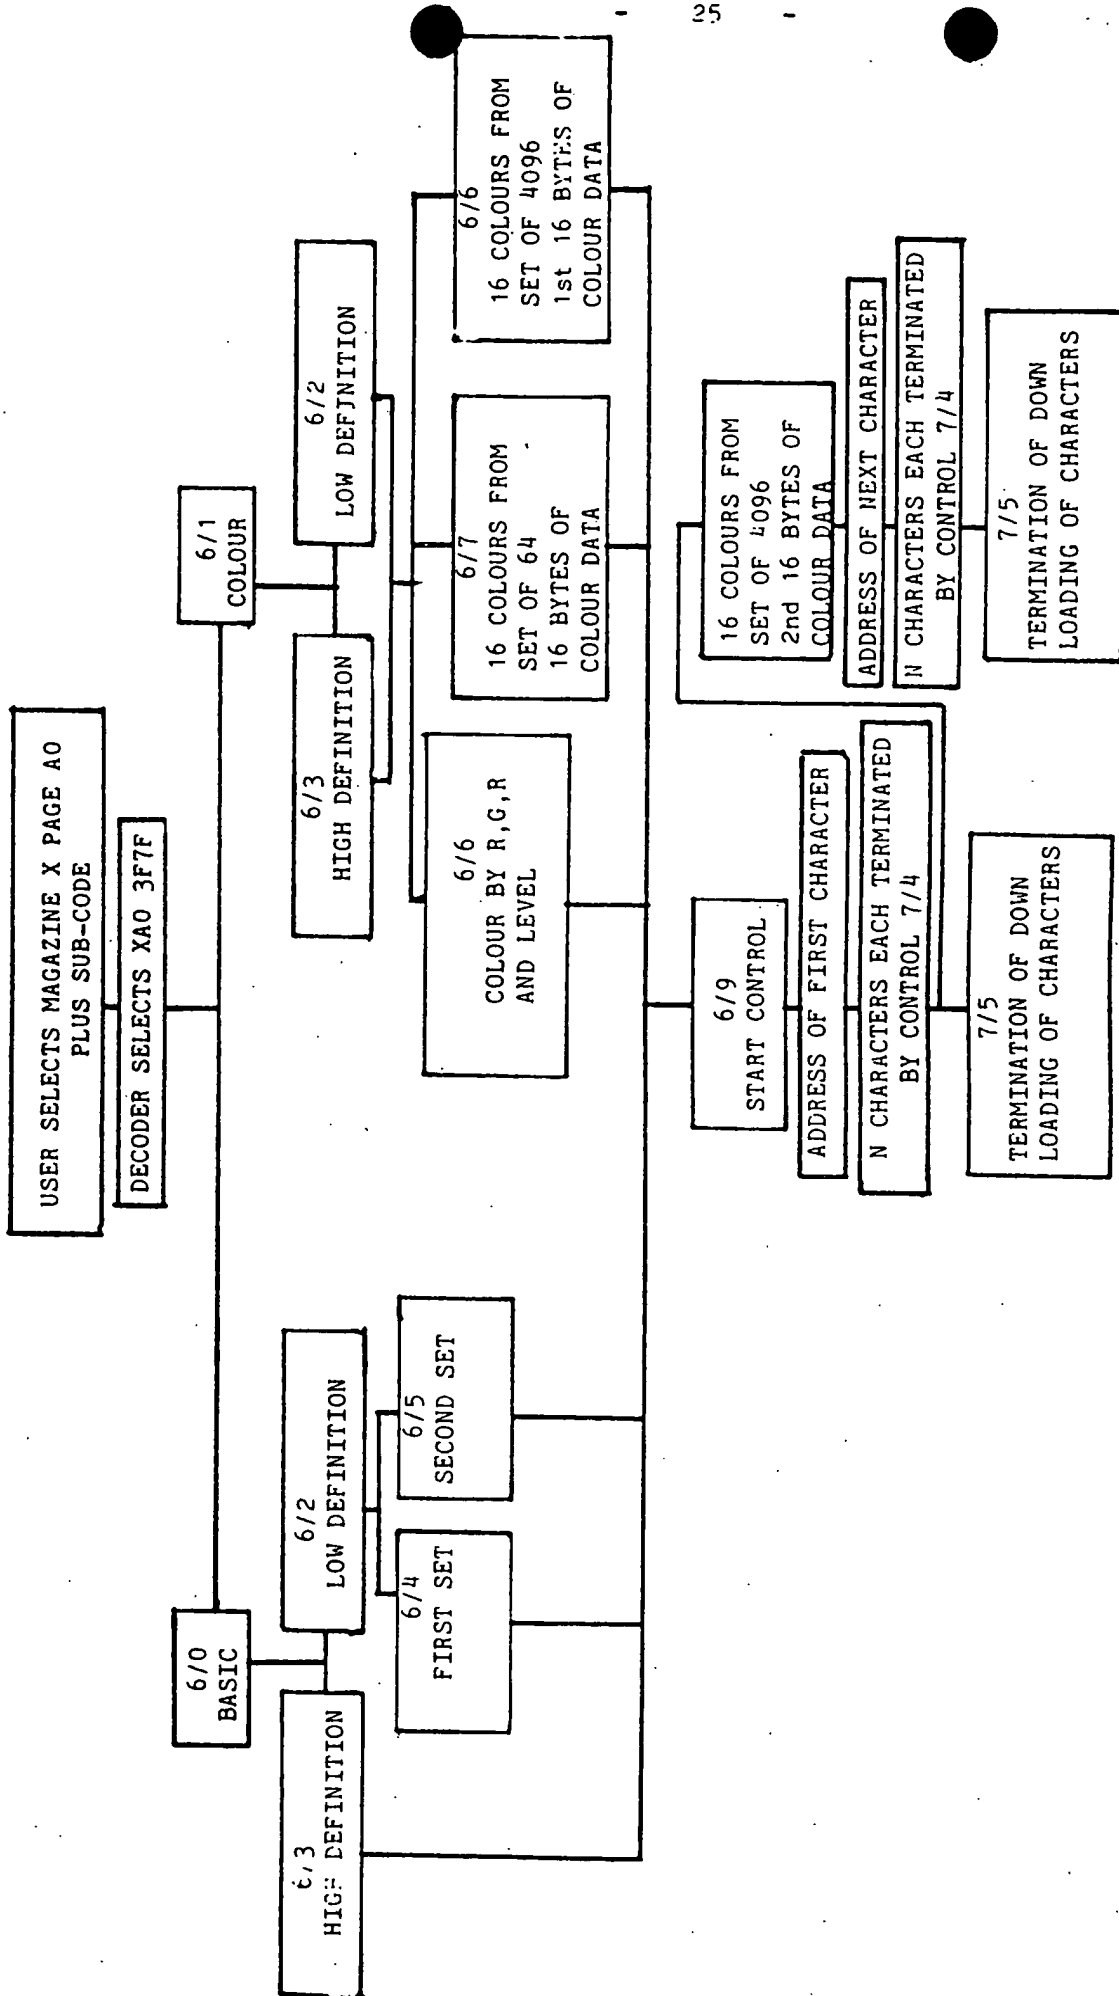 - 25 -
USER SELECTS MAGAZINE X PAGE A0
PLUS SUB-CODE
DECODER SELECTS XA0 3F7F
6/0
BASIC
6/1
COLOUR
6/3
HIGH DEFINITION
6/2
LOW DEFINITION
6/3
HIGH DEFINITION
6/2
LOW DEFINITION
6/4
FIRST SET
6/5
SECOND SET
6/6
COLOUR BY R,G,R
AND LEVEL
6/7
16 COLOURS FROM
SET OF 64
16 BYTES OF
COLOUR DATA
6/6
16 COLOURS FROM
SET OF 4096
1st 16 BYTES OF
COLOUR DATA
6/9
START CONTROL
ADDRESS OF FIRST CHARACTER
N CHARACTERS EACH TERMINATED
BY CONTROL 7/4
7/5
TERMINATION OF DOWN
LOADING OF CHARACTERS
16 COLOURS FROM
SET OF 4096
2nd 16 BYTES OF
COLOUR DATA
ADDRESS OF NEXT CHARACTER
N CHARACTERS EACH TERMINATED
BY CONTROL 7/4
7/5
TERMINATION OF DOWN
LOADING OF CHARACTERS